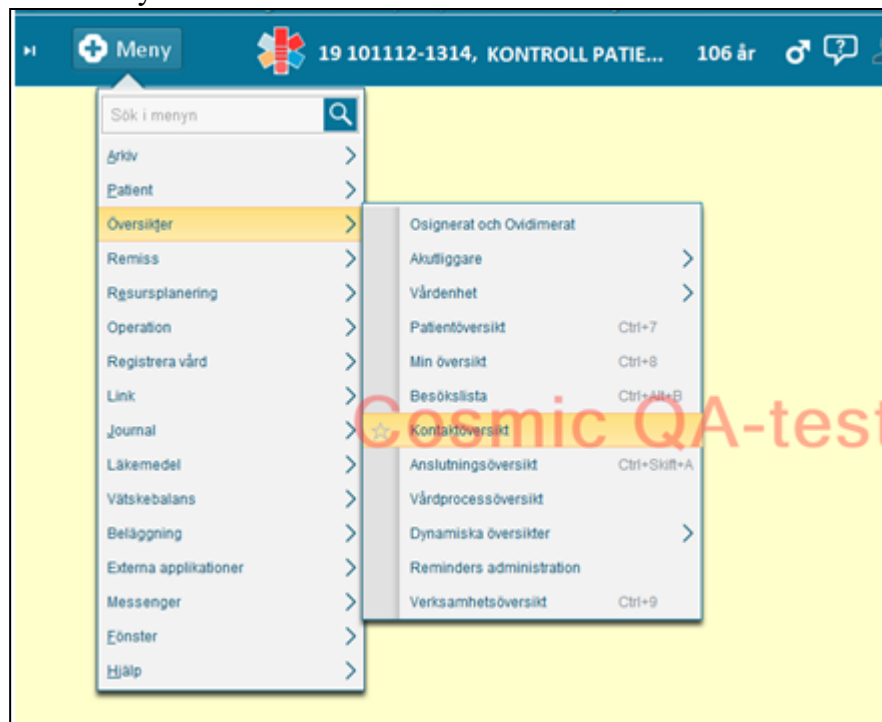 Meny
19 101112-1314, KONTROLL PATIE... 106 år
Sök i menyn
Arkiv
Patient
Översikter
Remiss
Resursplanering
Operation
Registrera vård
Link
Journal
Läkemedel
Vätskebalans
Beläggning
Externa applikationer
Messenger
Fönster
Hjälp
Osignerat och Ovidimerat
Akutliggare
Vårdenhet
Patientöversikt Ctrl+7
Min översikt Ctrl+8
Besökslista Ctrl+Alt+B
Kontaktöversikt
Anslutningsöversikt Ctrl+Skift+A
Vårdprocessöversikt
Dynamiska översikter
Reminders administration
Verksamhetsöversikt Ctrl+9
Cosmic QA-test